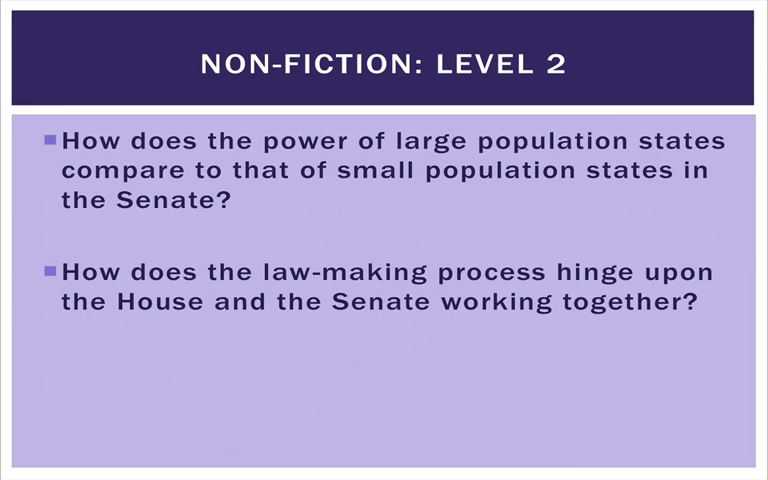 NON-FICTION: LEVEL 2
How does the power of large population states
compare to that of small population states in
the Senate?
How does the law-making process hinge upon
the House and the Senate working together?